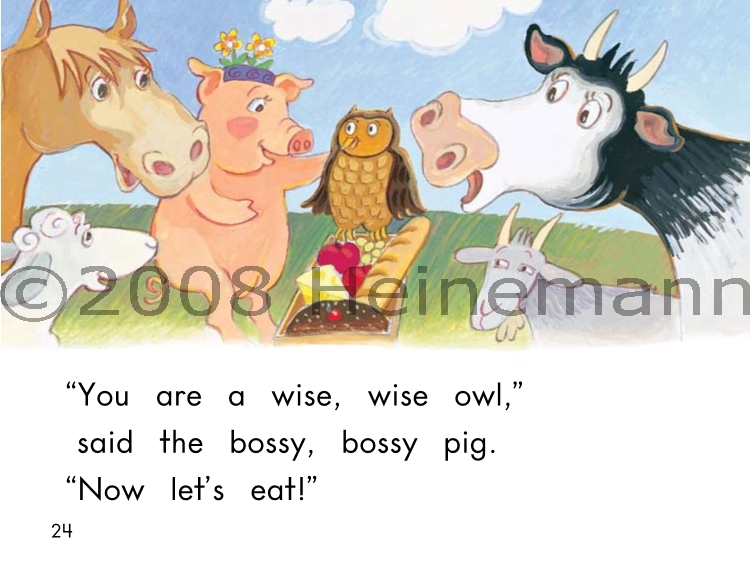 ©2008 Heinemann
“You are a wise, wise owl,”
said the bossy, bossy pig.
“Now let’s eat!”
24